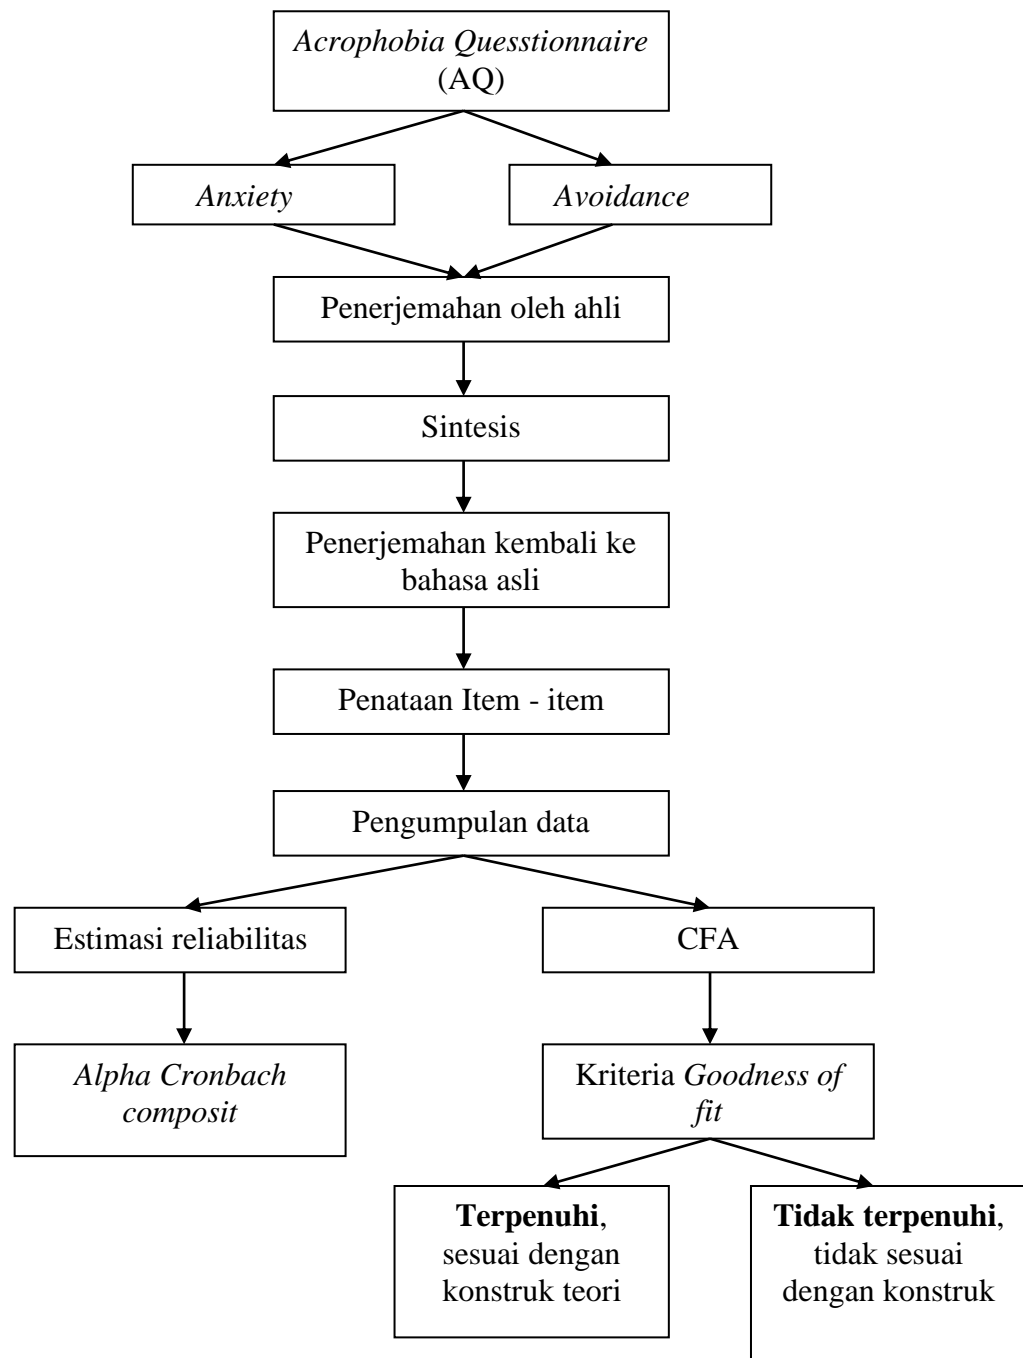 Acrophobia Quesstionnaire
(AQ)
Anxiety
Avoidance
Penerjemahan oleh ahli
Sintesis
Penerjemahan kembali ke
bahasa asli
Penataan Item - item
Pengumpulan data
Estimasi reliabilitas
CFA
Alpha Cronbach
composit
Kriteria Goodness of
fit
Terpenuhi,
sesuai dengan
konstruk teori
Tidak terpenuhi,
tidak sesuai
dengan konstruk